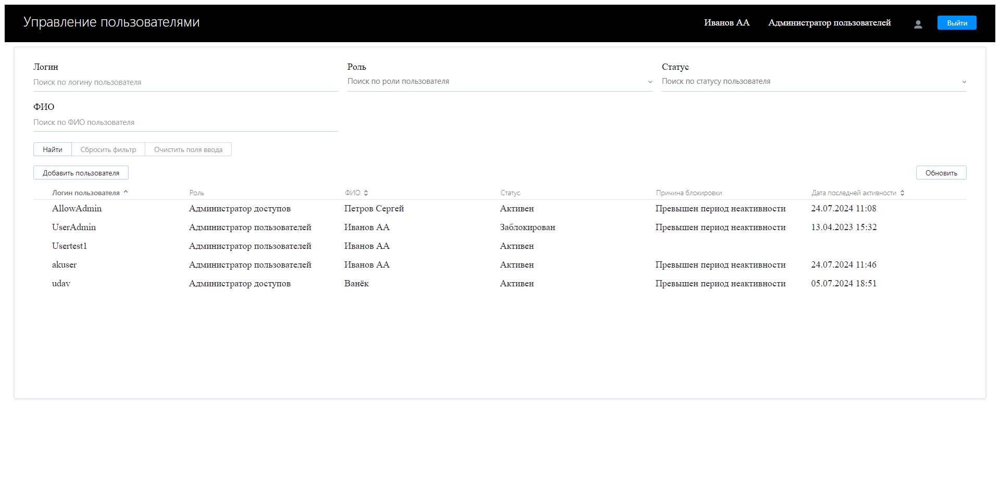 Управление пользователями Иванов АА Администратор пользователей Выйти
Логин Роль Статус
Поиск по логину пользователя Поиск по роли пользователя Поиск по статусу пользователя
ФИО
Поиск по ФИО пользователя
Найти Сбросить фильтр Очистить поля ввода
Добавить пользователя Обновить
Логин пользователя Роль ФИО Статус Причина блокировки Дата последней активности
AllowAdmin Администратор доступов Петров Сергей Активен Превышен период неактивности 24.07.2024 11:08
UserAdmin Администратор пользователей Иванов АА Заблокирован Превышен период неактивности 13.04.2023 15:32
Usertest1 Администратор пользователей Иванов АА Активен
akuser Администратор пользователей Иванов АА Активен Превышен период неактивности 24.07.2024 11:46
udav Администратор доступов Ванёк Активен Превышен период неактивности 05.07.2024 18:51